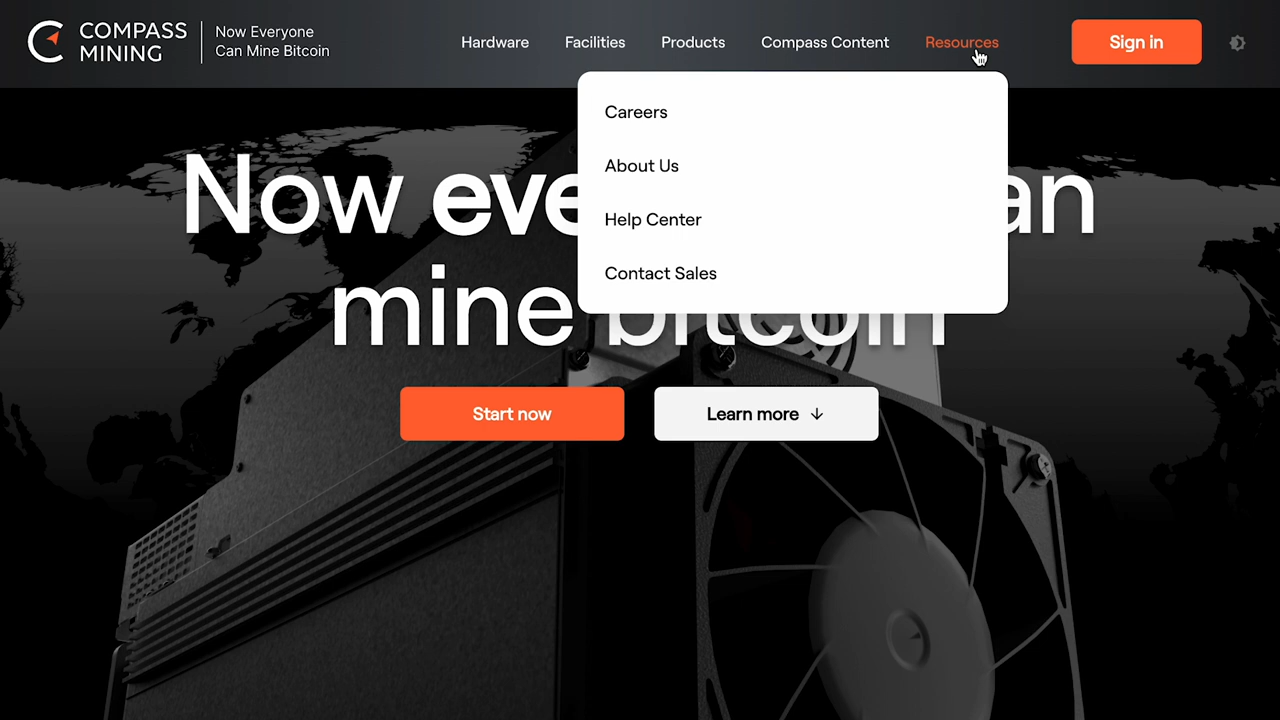 COMPASS
MINING
Now Everyone
Can Mine Bitcoin
Hardware
Facilities
Products
Compass Content
Resources
Sign in
Careers
About Us
Help Center
Contact Sales
Now eve an
mine bitcoin
Start now
Learn more